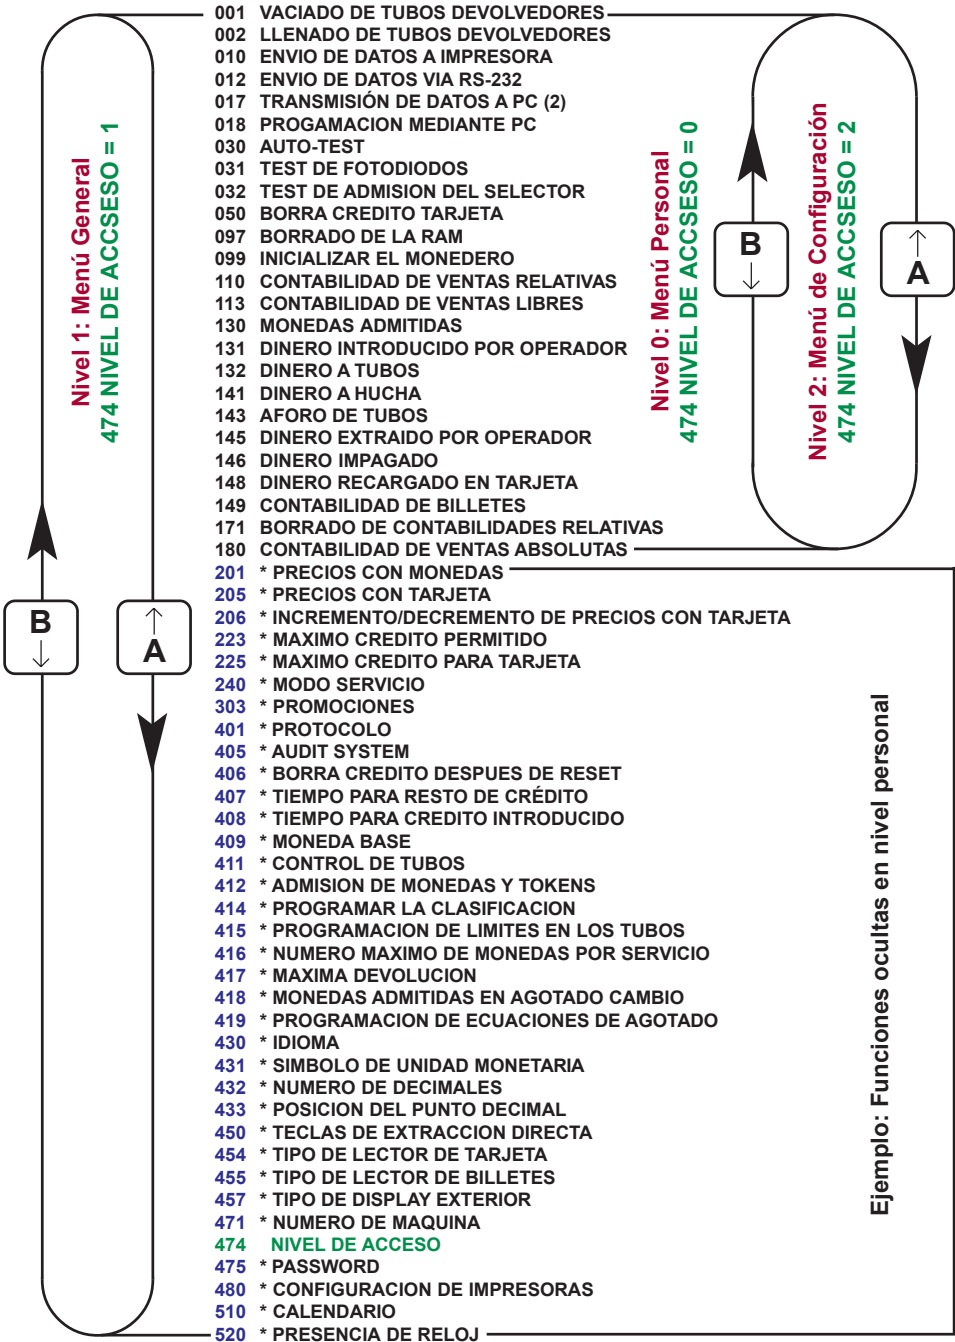 001 VACIADO DE TUBOS DEVOLVEDORES
002 LLENADO DE TUBOS DEVOLVEDORES
010 ENVIO DE DATOS A IMPRESORA
012 ENVIO DE DATOS VIA RS-232
017 TRANSMISIÓN DE DATOS A PC (2)
018 PROGAMACION MEDIANTE PC
030 AUTO-TEST
031 TEST DE FOTODIODOS
032 TEST DE ADMISION DEL SELECTOR
050 BORRA CREDITO TARJETA
097 BORRADO DE LA RAM
099 INICIALIZAR EL MONEDERO
110 CONTABILIDAD DE VENTAS RELATIVAS
113 CONTABILIDAD DE VENTAS LIBRES
130 MONEDAS ADMITIDAS
131 DINERO INTRODUCIDO POR OPERADOR
132 DINERO A TUBOS
141 DINERO A HUCHA
143 AFORO DE TUBOS
145 DINERO EXTRAIDO POR OPERADOR
146 DINERO IMPAGADO
148 DINERO RECARGADO EN TARJETA
149 CONTABILIDAD DE BILLETES
171 BORRADO DE CONTABILIDADES RELATIVAS
180 CONTABILIDAD DE VENTAS ABSOLUTAS
201 * PRECIOS CON MONEDAS
205 * PRECIOS CON TARJETA
206 * INCREMENTO/DECREMENTO DE PRECIOS CON TARJETA
223 * MAXIMO CREDITO PERMITIDO
225 * MAXIMO CREDITO PARA TARJETA
240 * MODO SERVICIO
303 * PROMOCIONES
401 * PROTOCOLO
405 * AUDIT SYSTEM
406 * BORRA CREDITO DESPUES DE RESET
407 * TIEMPO PARA RESTO DE CRÉDITO
408 * TIEMPO PARA CREDITO INTRODUCIDO
409 * MONEDA BASE
411 * CONTROL DE TUBOS
412 * ADMISION DE MONEDAS Y TOKENS
414 * PROGRAMAR LA CLASIFICACION
415 * PROGRAMACION DE LIMITES EN LOS TUBOS
416 * NUMERO MAXIMO DE MONEDAS POR SERVICIO
417 * MAXIMA DEVOLUCION
418 * MONEDAS ADMITIDAS EN AGOTADO CAMBIO
419 * PROGRAMACION DE ECUACIONES DE AGOTADO
430 * IDIOMA
431 * SIMBOLO DE UNIDAD MONETARIA
432 * NUMERO DE DECIMALES
433 * POSICION DEL PUNTO DECIMAL
450 * TECLAS DE EXTRACCION DIRECTA
454 * TIPO DE LECTOR DE TARJETA
455 * TIPO DE LECTOR DE BILLETES
457 * TIPO DE DISPLAY EXTERIOR
471 * NUMERO DE MAQUINA
474 NIVEL DE ACCESO
475 * PASSWORD
480 * CONFIGURACION DE IMPRESORAS
510 * CALENDARIO
520 * PRESENCIA DE RELOJ
Nivel 1: Menú General
474 NIVEL DE ACCSESO = 1
B ↓
↑ A
Nivel 0: Menú Personal
474 NIVEL DE ACCSESO = 0
B ↓
Nivel 2: Menú de Configuración
474 NIVEL DE ACCSESO = 2
↑ A
Ejemplo: Funciones ocultas en nivel personal